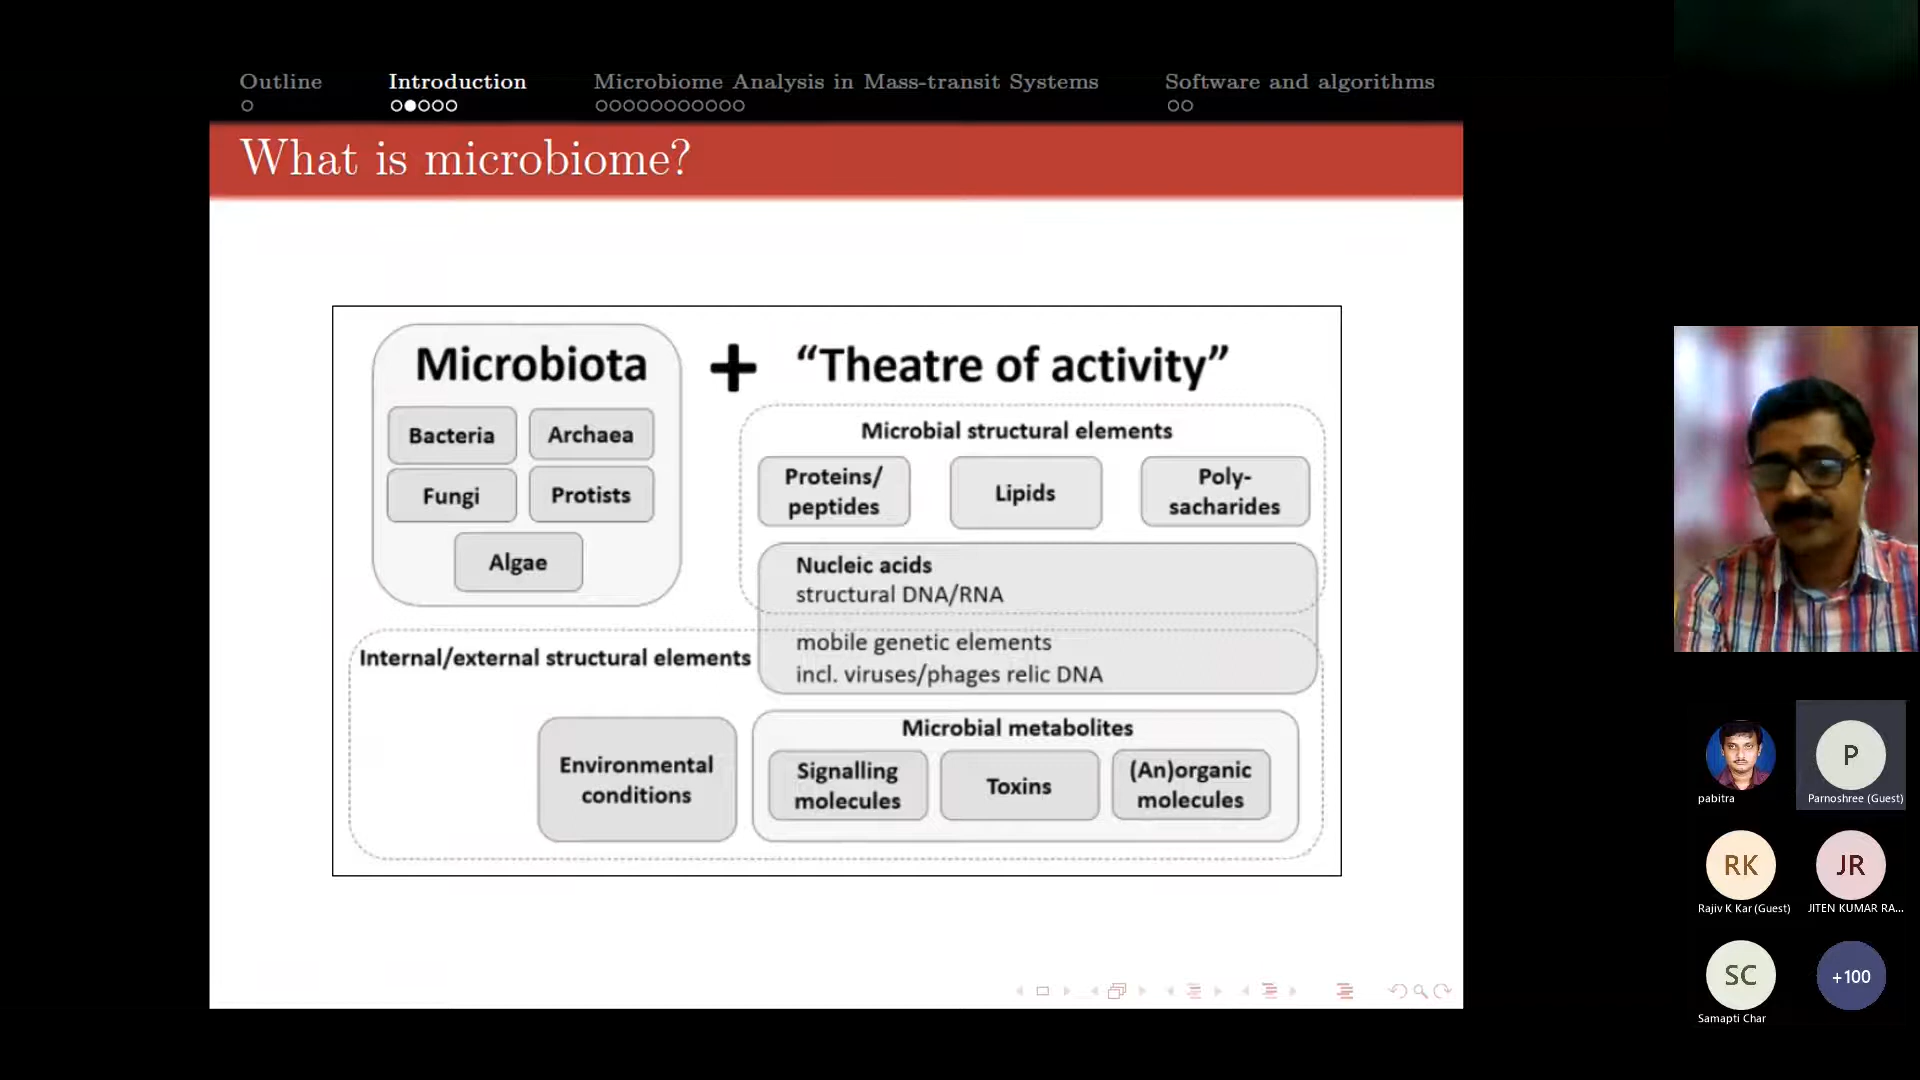 Outline
Introduction
Microbiome Analysis in Mass-transit Systems
Software and algorithms
What is microbiome?
Microbiota
+
“Theatre of activity”
Bacteria
Archaea
Fungi
Protists
Algae
Microbial structural elements
Proteins/
peptides
Lipids
Poly-
sacharides
Nucleic acids
structural DNA/RNA
mobile genetic elements
incl. viruses/phages relic DNA
Internal/external structural elements
Environmental
conditions
Microbial metabolites
Signalling
molecules
Toxins
(An)organic
molecules
pabitra
P
Parnoshree (Guest)
RK
Rajiv K Kar (Guest)
JR
JITEN KUMAR RA...
SC
Samapti Char
+100